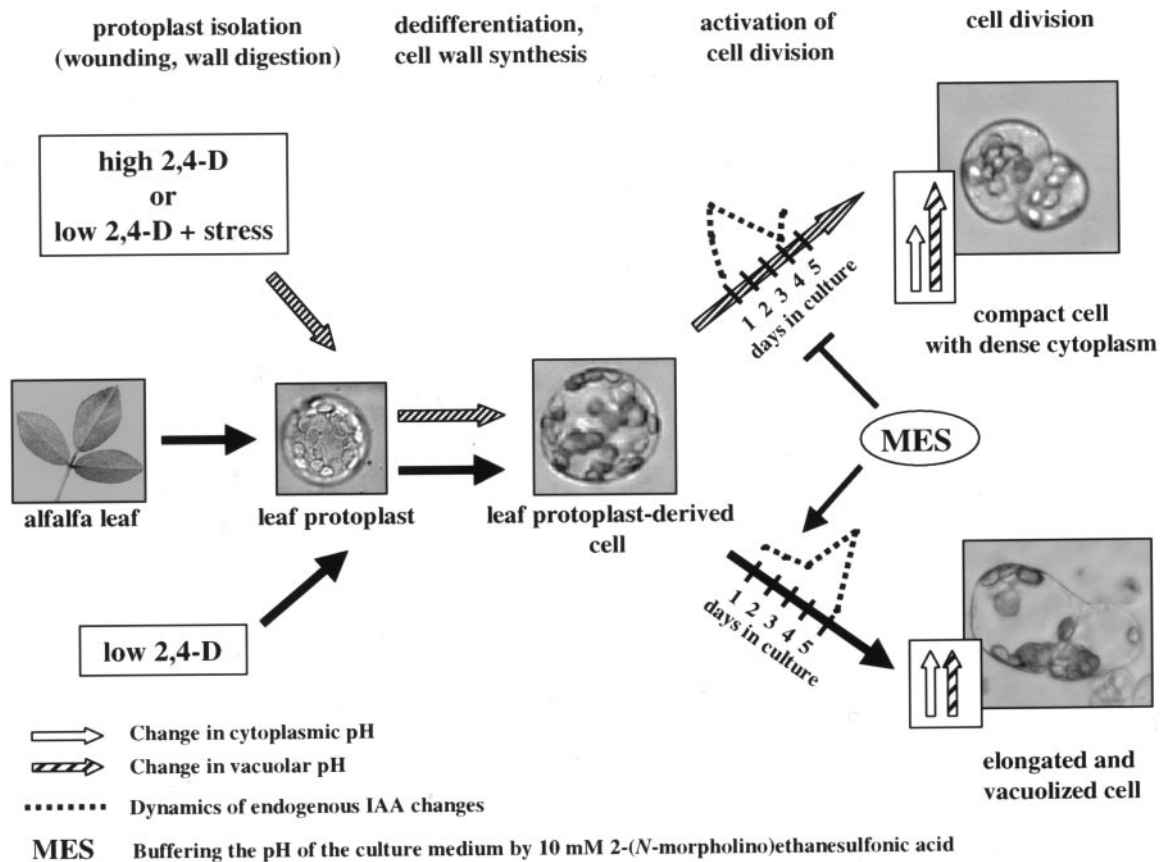 protoplast isolation
(wounding, wall digestion)
dedifferentiation,
cell wall synthesis
activation of
cell division
cell division
high 2,4-D
or
low 2,4-D + stress
1 2 3 4 5
days in culture
compact cell
with dense cytoplasm
MES
alfalfa leaf
leaf protoplast
leaf protoplast-derived
cell
low 2,4-D
1 2 3 4 5
days in culture
elongated and
vacuolized cell
Change in cytoplasmic pH
Change in vacuolar pH
Dynamics of endogenous IAA changes
MES Buffering the pH of the culture medium by 10 mM 2-(N-morpholino)ethanesulfonic acid